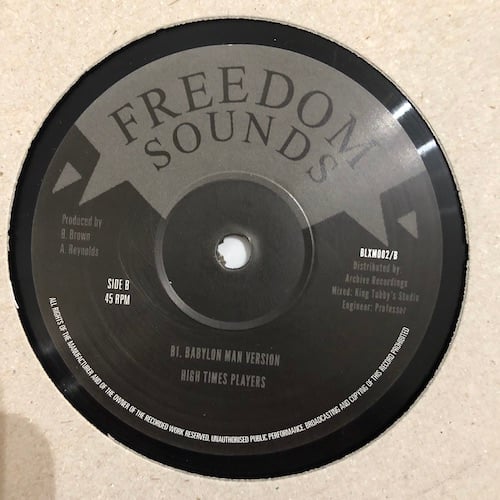 FREEDOM
SOUNDS
Produced by
B. Brown
A. Reynolds
SIDE B
45 RPM
BLXM002/B
Distributed by:
Archive Recordings
Mixed: King Tubby's Studio
Engineer: Professor
B1. BABYLON MAN VERSION
HIGH TIMES PLAYERS
ALL RIGHTS OF THE MANUFACTURER AND OF THE OWNER OF THE RECORDED WORK RESERVED. UNAUTHORISED PUBLIC PERFORMANCE, BROADCASTING AND COPYING OF THIS RECORD PROHIBITED